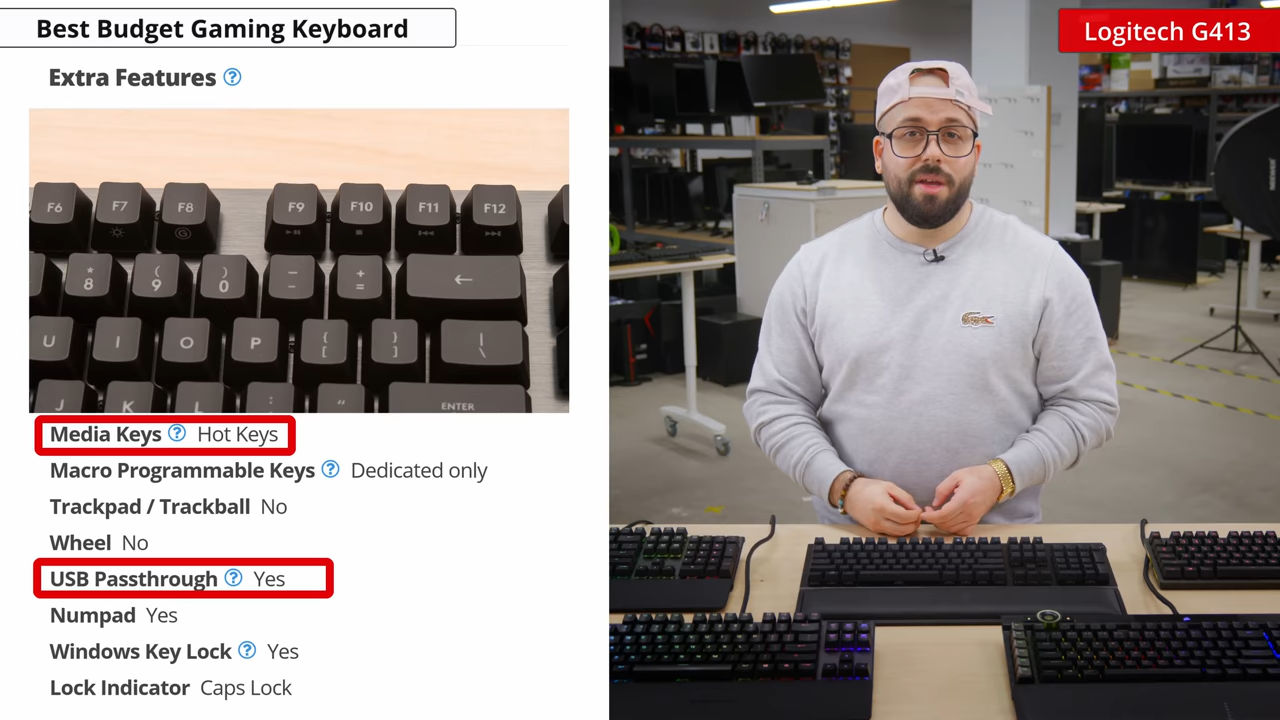 Best Budget Gaming Keyboard
Logitech G413
Extra Features ?
F6 F7 F8 F9 F10 F11 F12
* 8 ( 9 ) 0 _ - + = ←
U I O P { [ } ] | \
J K L : " ENTER
Media Keys ? Hot Keys
Macro Programmable Keys ? Dedicated only
Trackpad / Trackball No
Wheel No
USB Passthrough ? Yes
Numpad Yes
Windows Key Lock ? Yes
Lock Indicator Caps Lock